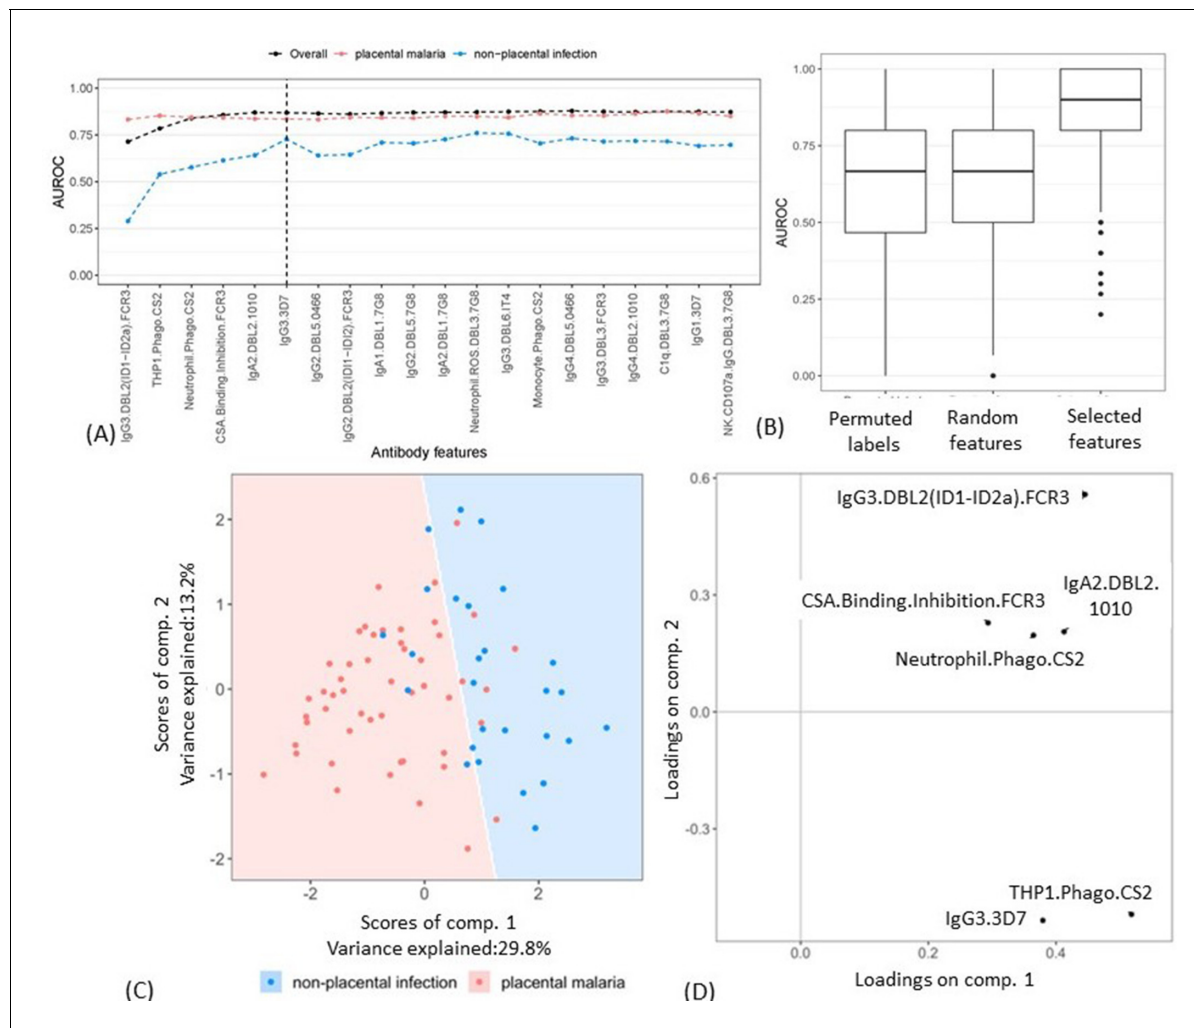 Overall placental malaria non-placental infection
1.00
0.75
0.50
0.25
0.00
AUROC
IgG3.DBL2(ID1-ID2a).FCR3
THP1.Phago.CS2
Neutrophil.Phago.CS2
CSA.Binding.Inhibition.FCR3
IgA2.DBL2.1010
IgG3.3D7
IgG2.DBL5.0466
IgG2.DBL2(ID1-IDI2).FCR3
IgA1.DBL1.7G8
IgG2.DBL5.7G8
IgA2.DBL1.7G8
Neutrophil.ROS.DBL3.7G8
IgG3.DBL6.IT4
Monocyte.Phago.CS2
IgG4.DBL5.0466
IgG3.DBL3.FCR3
IgG4.DBL2.1010
C1q.DBL3.7G8
IgG1.3D7
NK.CD107a.IgG.DBL3.7G8
(A)
Antibody features
1.00
0.75
0.50
0.25
0.00
AUROC
(B)
Permuted
labels
Random
features
Selected
features
2
1
0
-1
-2
Scores of comp. 2
Variance explained:13.2%
-2 0 2
Scores of comp. 1
Variance explained:29.8%
(C)
non-placental infection placental malaria
0.6
0.3
0.0
-0.3
Loadings on comp. 2
IgG3.DBL2(ID1-ID2a).FCR3
CSA.Binding.Inhibition.FCR3
IgA2.DBL2.
1010
Neutrophil.Phago.CS2
THP1.Phago.CS2
IgG3.3D7
0.0 0.2 0.4
Loadings on comp. 1
(D)